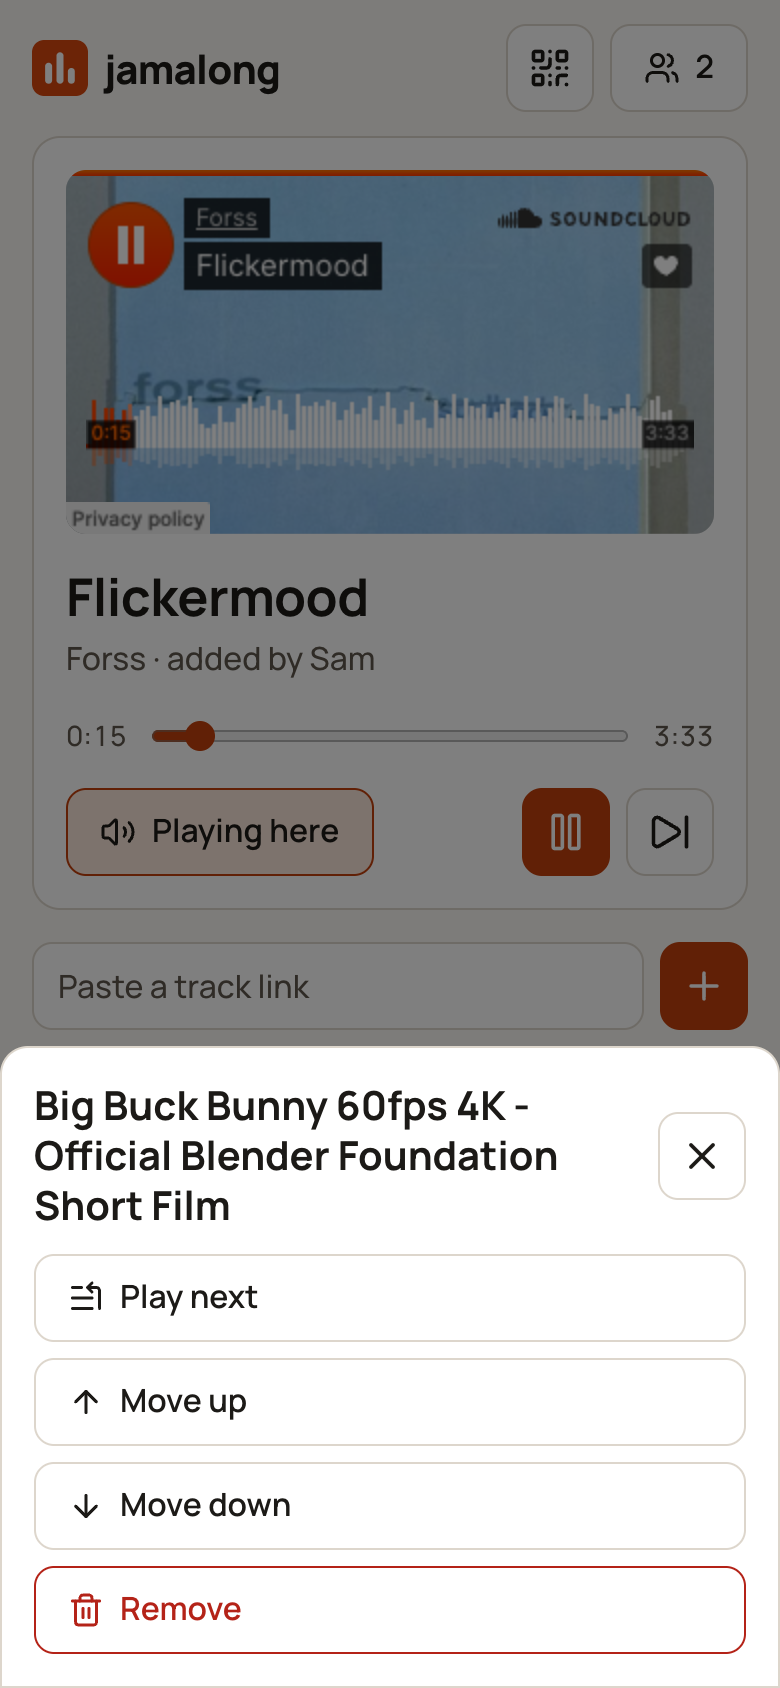 jamalong
2
Forss
SOUNDCLOUD
Flickermood
forss
0:15
3:33
Privacy policy
Flickermood
Forss · added by Sam
0:15
3:33
Playing here
Paste a track link
Big Buck Bunny 60fps 4K -
Official Blender Foundation
Short Film
Play next
Move up
Move down
Remove